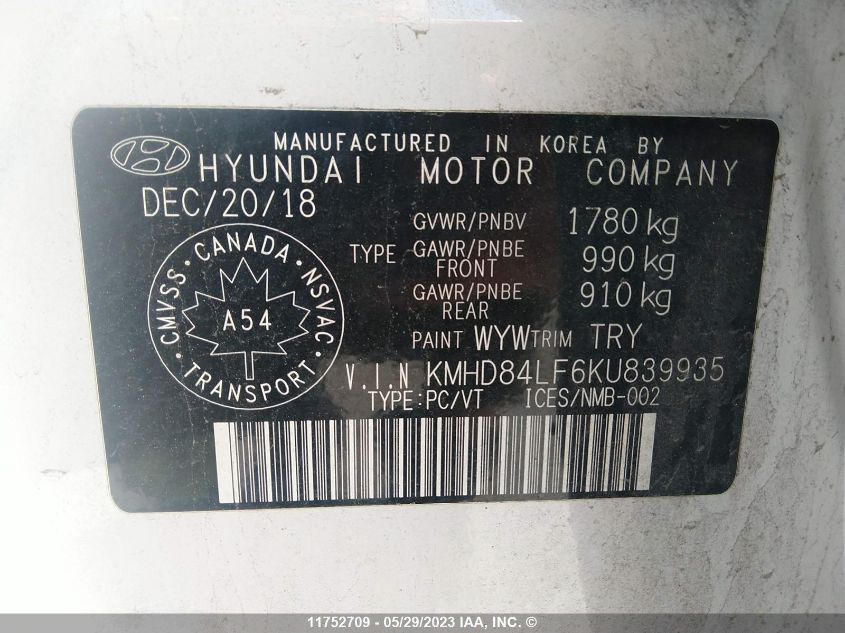 MANUFACTURED IN KOREA BY
HYUNDAI MOTOR COMPANY
DEC/20/18
GVWR/PNBV 1780 kg
TYPE GAWR/PNBE FRONT 990 kg
GAWR/PNBE REAR 910 kg
CMVSS · CANADA · NSVAC · TRANSPORT ·
A54
PAINT WYW TRIM TRY
V.I.N KMHD84LF6KU839935
TYPE:PC/VT ICES/NMB-002
11752709 - 05/29/2023 IAA, INC. ©